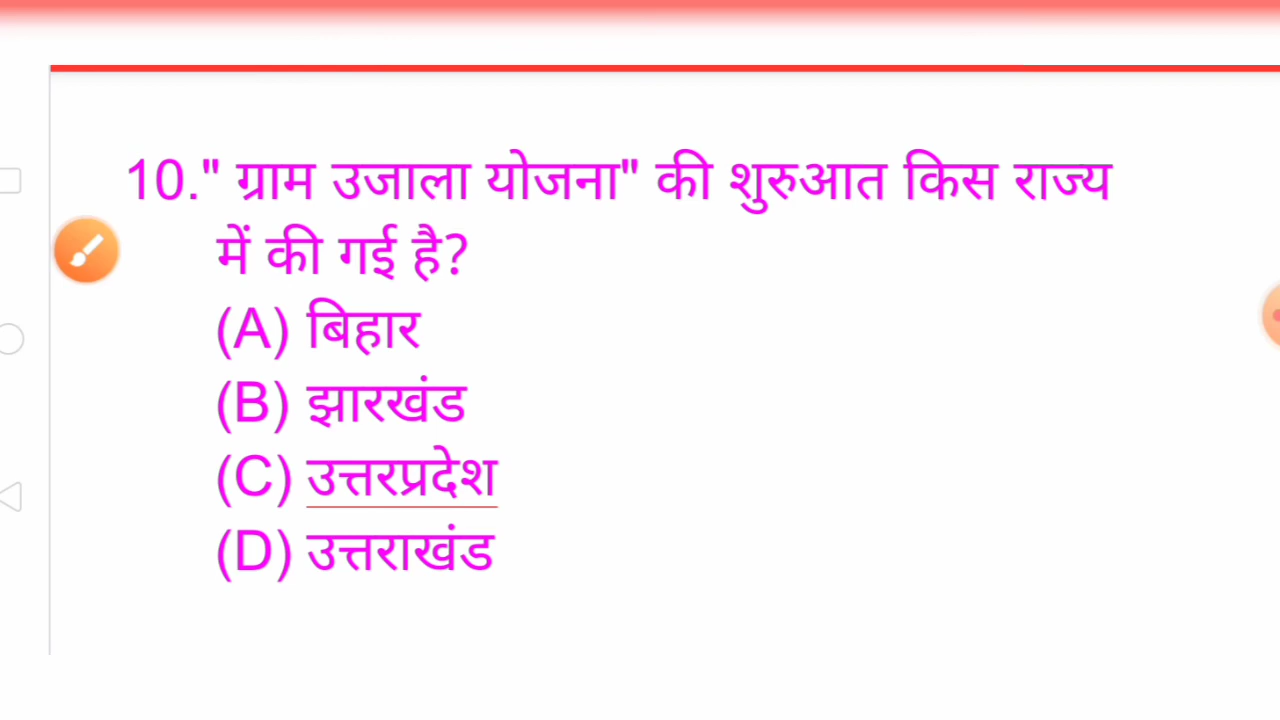 10." ग्राम उजाला योजना" की शुरुआत किस राज्य
में की गई है?
(A) बिहार
(B) झारखंड
(C) उत्तरप्रदेश
(D) उत्तराखंड